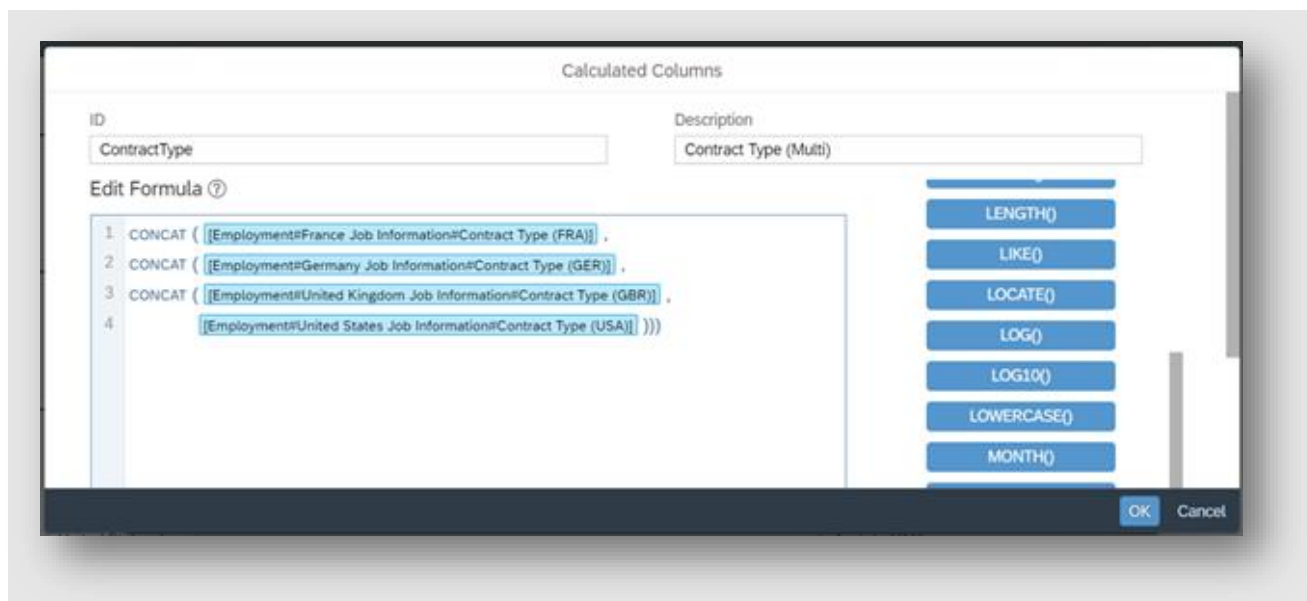 Calculated Columns
ID
Description
ContractType
Contract Type (Multi)
Edit Formula ?
1 CONCAT ( [Employment#France Job Information#Contract Type (FRA)] ,
2 CONCAT ( [Employment#Germany Job Information#Contract Type (GER)] ,
3 CONCAT ( [Employment#United Kingdom Job Information#Contract Type (GBR)] ,
4 [Employment#United States Job Information#Contract Type (USA)] )))
LENGTH()
LIKE()
LOCATE()
LOG()
LOG10()
LOWERCASE()
MONTH()
OK Cancel